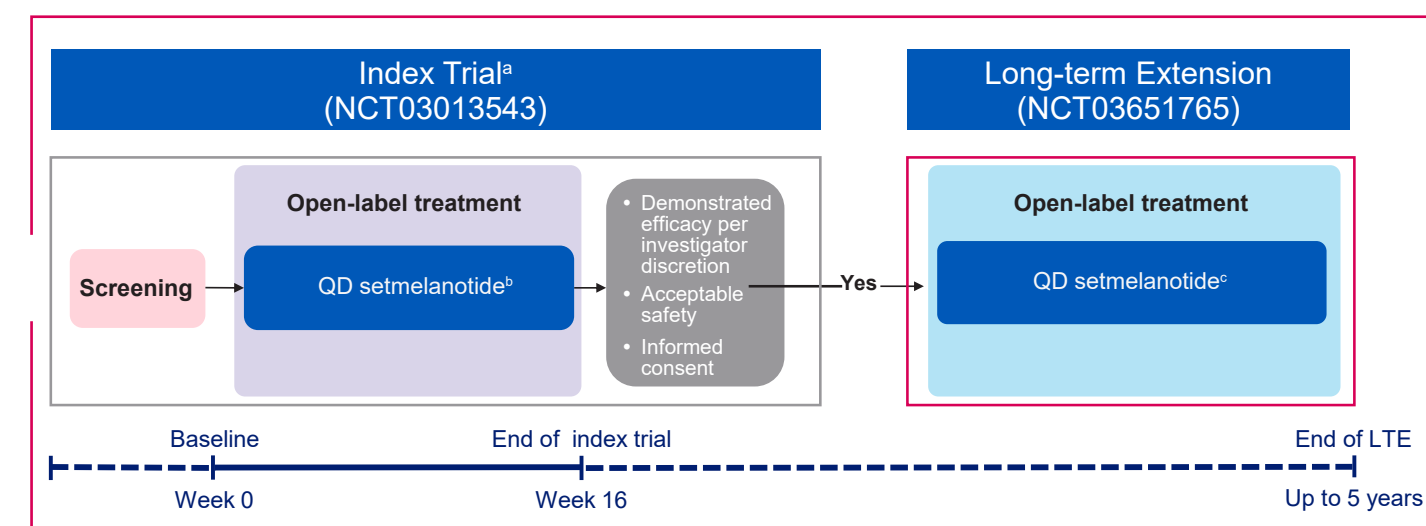 Index Trialᵃ
(NCT03013543)
Long-term Extension
(NCT03651765)
Screening
Open-label treatment
QD setmelanotideᵇ
• Demonstrated
efficacy per
investigator
discretion
• Acceptable
safety
• Informed
consent
Yes
Open-label treatment
QD setmelanotideᶜ
Baseline
End of index trial
End of LTE
Week 0
Week 16
Up to 5 years